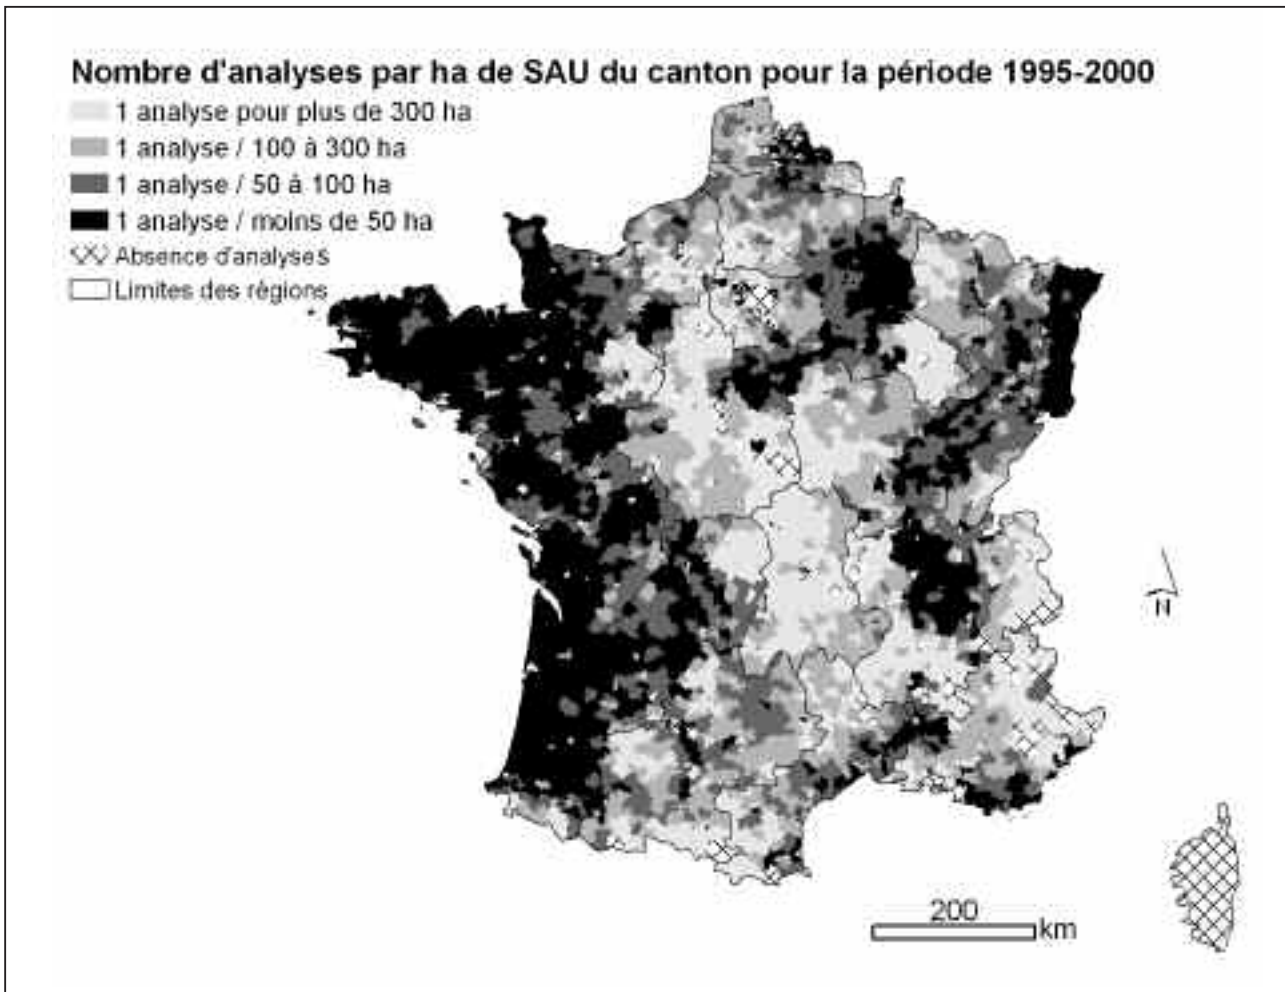 Nombre d'analyses par ha de SAU du canton pour la période 1995-2000
1 analyse pour plus de 300 ha
1 analyse / 100 à 300 ha
1 analyse / 50 à 100 ha
1 analyse / moins de 50 ha
Absence d'analyses
Limites des régions
N
200
km